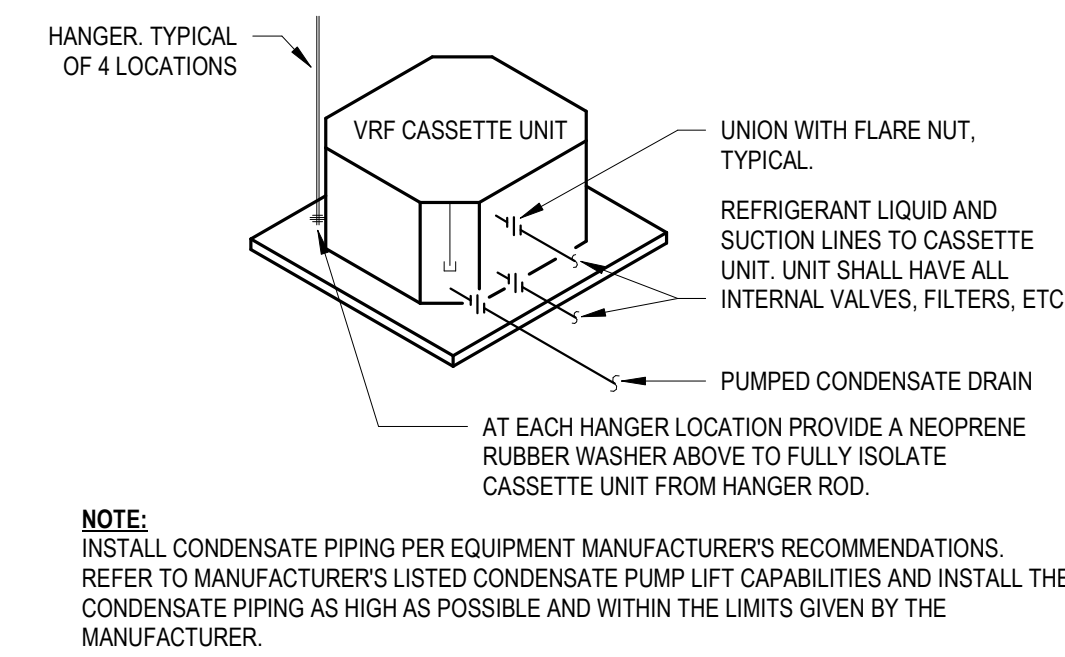 HANGER. TYPICAL
OF 4 LOCATIONS
VRF CASSETTE UNIT
UNION WITH FLARE NUT,
TYPICAL.
REFRIGERANT LIQUID AND
SUCTION LINES TO CASSETTE
UNIT. UNIT SHALL HAVE ALL
INTERNAL VALVES, FILTERS, ETC
PUMPED CONDENSATE DRAIN
AT EACH HANGER LOCATION PROVIDE A NEOPRENE
RUBBER WASHER ABOVE TO FULLY ISOLATE
CASSETTE UNIT FROM HANGER ROD.
NOTE:
INSTALL CONDENSATE PIPING PER EQUIPMENT MANUFACTURER'S RECOMMENDATIONS.
REFER TO MANUFACTURER'S LISTED CONDENSATE PUMP LIFT CAPABILITIES AND INSTALL THE
CONDENSATE PIPING AS HIGH AS POSSIBLE AND WITHIN THE LIMITS GIVEN BY THE
MANUFACTURER.